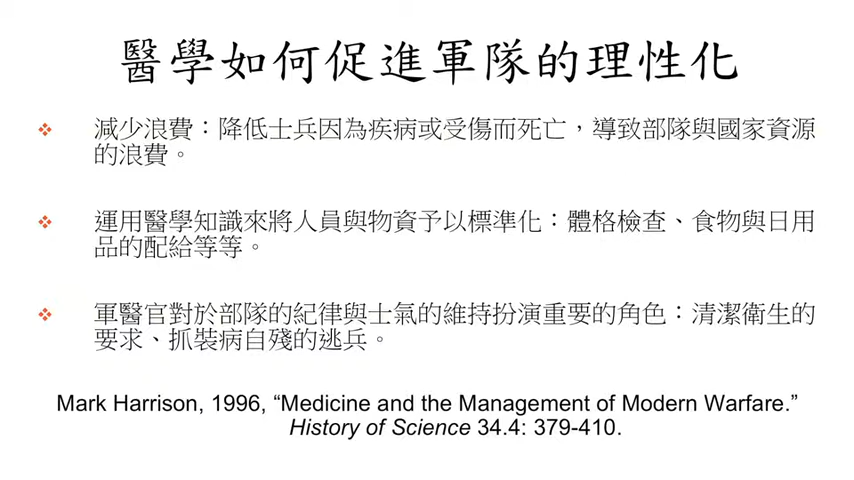 醫學如何促進軍隊的理性化
減少浪費：降低士兵因為疾病或受傷而死亡，導致部隊與國家資源
的浪費。
運用醫學知識來將人員與物資予以標準化：體格檢查、食物與日用
品的配給等等。
軍醫官對於部隊的紀律與士氣的維持扮演重要的角色：清潔衛生的
要求、抓裝病自殘的逃兵。
Mark Harrison, 1996, “Medicine and the Management of Modern Warfare.”
History of Science 34.4: 379-410.